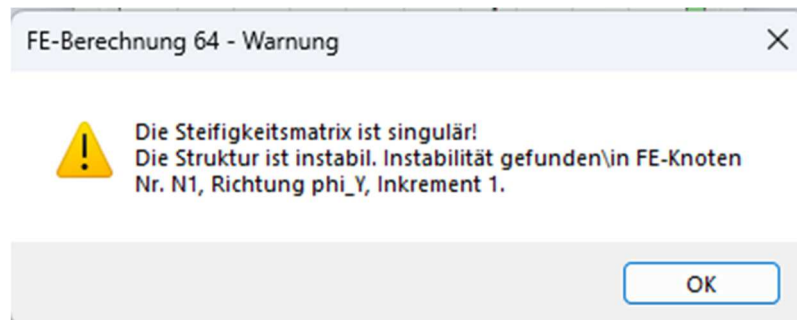 FE-Berechnung 64 - Warnung
Die Steifigkeitsmatrix ist singulär!
Die Struktur ist instabil. Instabilität gefunden\in FE-Knoten
Nr. N1, Richtung phi_Y, Inkrement 1.
OK